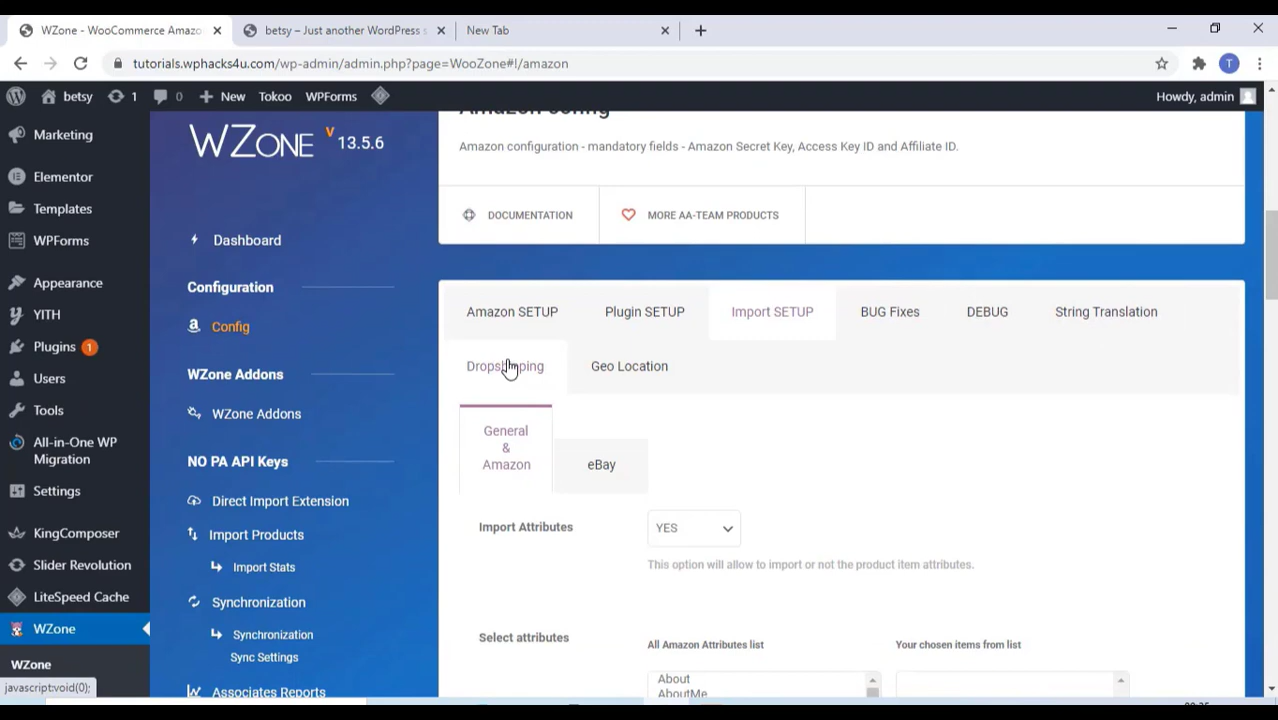 WZone - WooCommerce Amazo
betsy – Just another WordPress s
New Tab
tutorials.wphacks4u.com/wp-admin/admin.php?page=WooZone#!/amazon
T
betsy
1
0
New
Tokoo
WPForms
Howdy, admin
Marketing
Elementor
Templates
WPForms
Appearance
YITH
Plugins 1
Users
Tools
All-in-One WP
Migration
Settings
KingComposer
Slider Revolution
LiteSpeed Cache
WZone
WZone
javascript:void(0);
WZONE V 13.5.6
Dashboard
Configuration
Config
WZone Addons
WZone Addons
NO PA API Keys
Direct Import Extension
Import Products
Import Stats
Synchronization
Synchronization
Sync Settings
Associates Reports
Amazon config
Amazon configuration - mandatory fields - Amazon Secret Key, Access Key ID and Affiliate ID.
DOCUMENTATION
MORE AA-TEAM PRODUCTS
Amazon SETUP
Plugin SETUP
Import SETUP
BUG Fixes
DEBUG
String Translation
Dropshipping
Geo Location
General
&
Amazon
eBay
Import Attributes
YES
This option will allow to import or not the product item attributes.
Select attributes
All Amazon Attributes list
Your chosen items from list
About
AboutMe